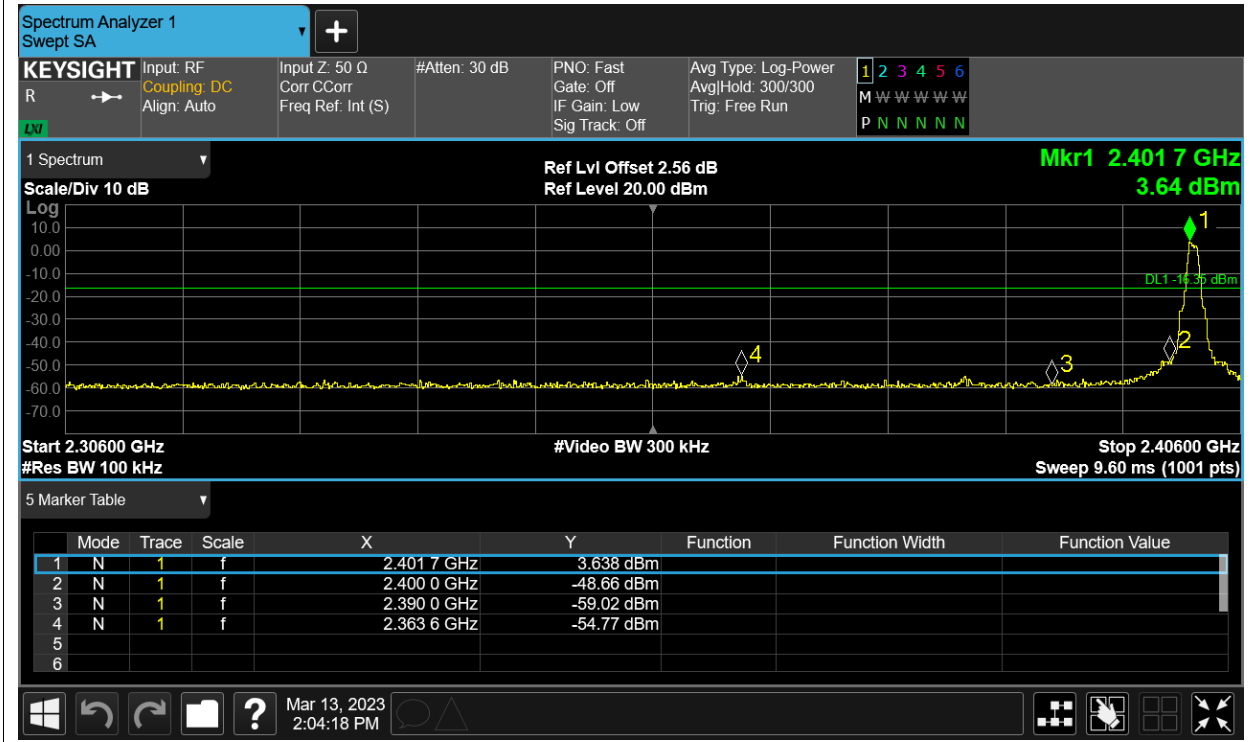 Spectrum Analyzer 1
Swept SA
+
KEYSIGHT Input: RF Input Z: 50 Ω #Atten: 30 dB PNO: Fast Avg Type: Log-Power 1 2 3 4 5 6
R Coupling: DC Corr CCorr Gate: Off Avg|Hold: 300/300 M W W W W W
Align: Auto Freq Ref: Int (S) IF Gain: Low Trig: Free Run
LXI Sig Track: Off P N N N N N
1 Spectrum Ref Lvl Offset 2.56 dB Mkr1 2.401 7 GHz
Scale/Div 10 dB Ref Level 20.00 dBm 3.64 dBm
Log
1
10.0
0.00
-10.0
DL1 -16.35 dBm
-20.0
-30.0
-40.0
2
4
3
-50.0
-60.0
-70.0
Start 2.30600 GHz #Video BW 300 kHz Stop 2.40600 GHz
#Res BW 100 kHz Sweep 9.60 ms (1001 pts)
5 Marker Table
Mode Trace Scale X Y Function Function Width Function Value
1 N 1 f 2.401 7 GHz 3.638 dBm
2 N 1 f 2.400 0 GHz -48.66 dBm
3 N 1 f 2.390 0 GHz -59.02 dBm
4 N 1 f 2.363 6 GHz -54.77 dBm
5
6
? Mar 13, 2023
2:04:18 PM